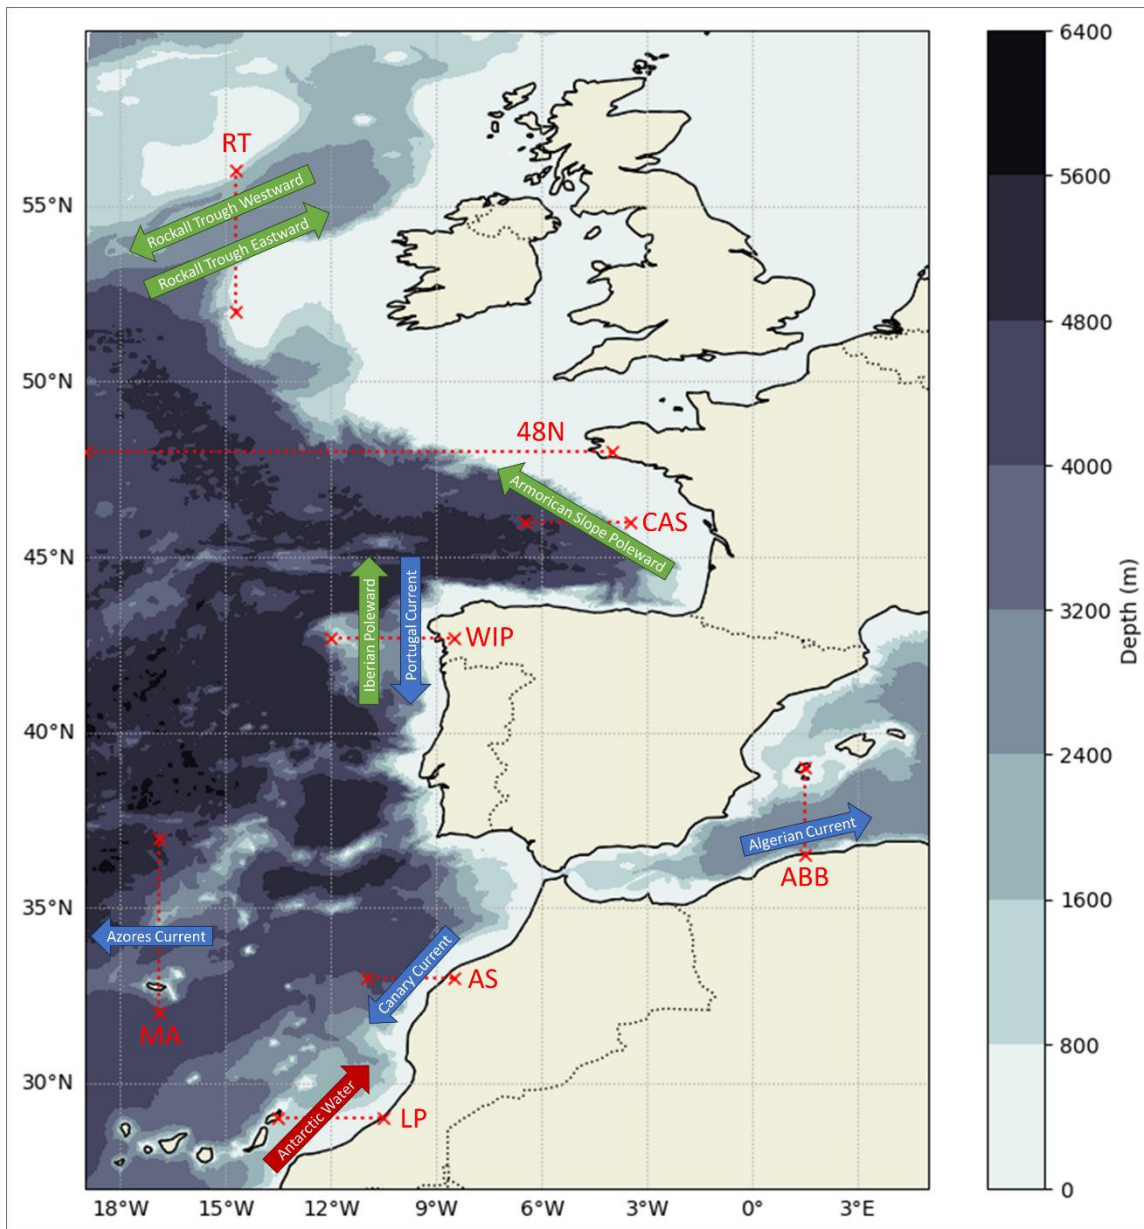 RT
Rockall Trough Westward
Rockall Trough Eastward
48N
Armorican Slope Poleward
CAS
Iberian Poleward
Portugal Current
WIP
Algerian Current
ABB
Azores Current
MA
Canary Current
AS
Antarctic Water
LP
55°N
50°N
45°N
40°N
35°N
30°N
18°W
15°W
12°W
9°W
6°W
3°W
0°
3°E
6400
5600
4800
4000
3200
2400
1600
800
0
Depth (m)